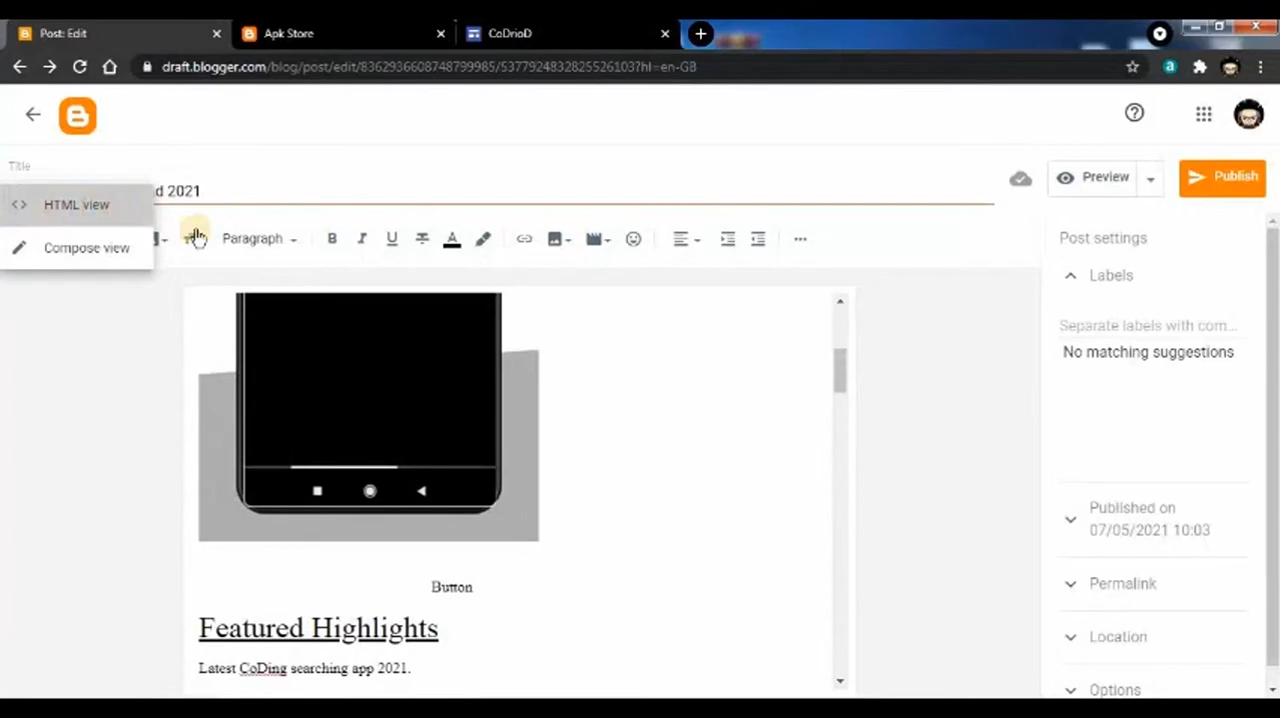 Post: Edit
Apk Store
CoDrioD
draft.blogger.com/blog/post/edit/8362936608748799985/5377924832825526103?hl=en-GB
Title
d 2021
Preview
Publish
HTML view
Compose view
Paragraph
B I U A
Post settings
Labels
Separate labels with com...
No matching suggestions
Button
Featured Highlights
Latest CoDing searching app 2021.
Published on
07/05/2021 10:03
Permalink
Location
Options